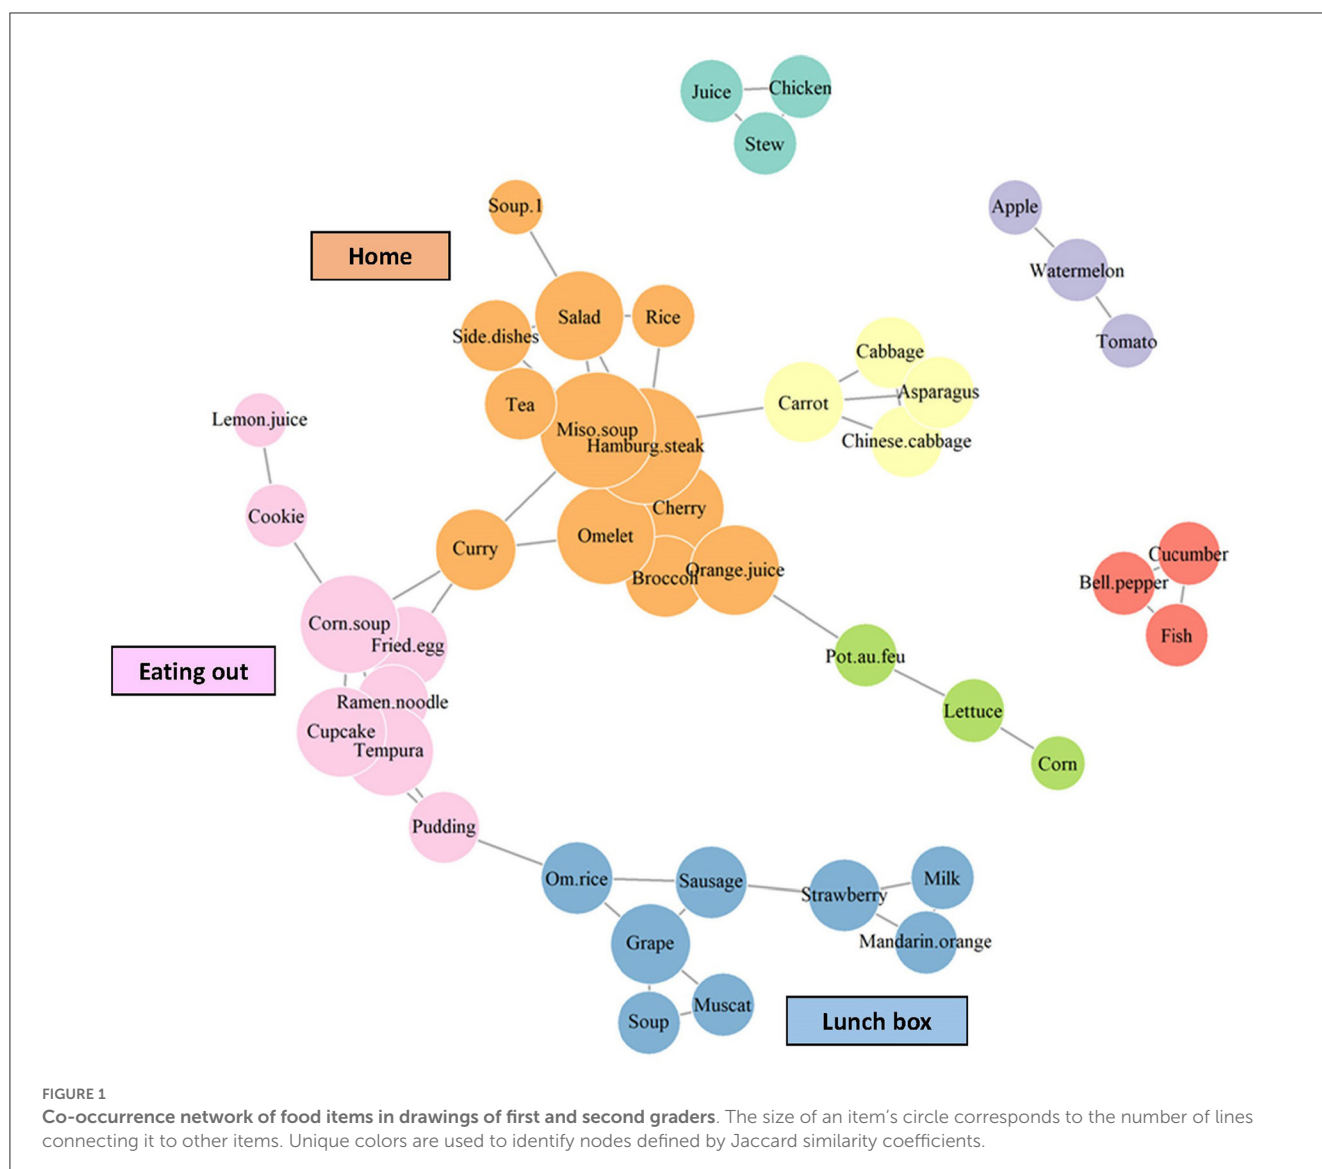 Juice
Chicken
Stew
Soup.1
Apple
Home
Watermelon
Salad
Rice
Side.dishes
Tomato
Cabbage
Asparagus
Tea
Carrot
Lemon.juice
Miso.soup
Hamburg.steak
Chinese.cabbage
Cherry
Cookie
Omelet
Curry
Cucumber
Broccoli
Orange.juice
Bell.pepper
Corn.soup
Fish
Fried.egg
Pot.au.feu
Eating out
Ramen.noodle
Lettuce
Cupcake
Tempura
Corn
Pudding
Om.rice
Sausage
Milk
Strawberry
Grape
Mandarin.orange
Muscat
Soup
Lunch box
FIGURE 1
Co-occurrence network of food items in drawings of first and second graders. The size of an item's circle corresponds to the number of lines
connecting it to other items. Unique colors are used to identify nodes defined by Jaccard similarity coefficients.